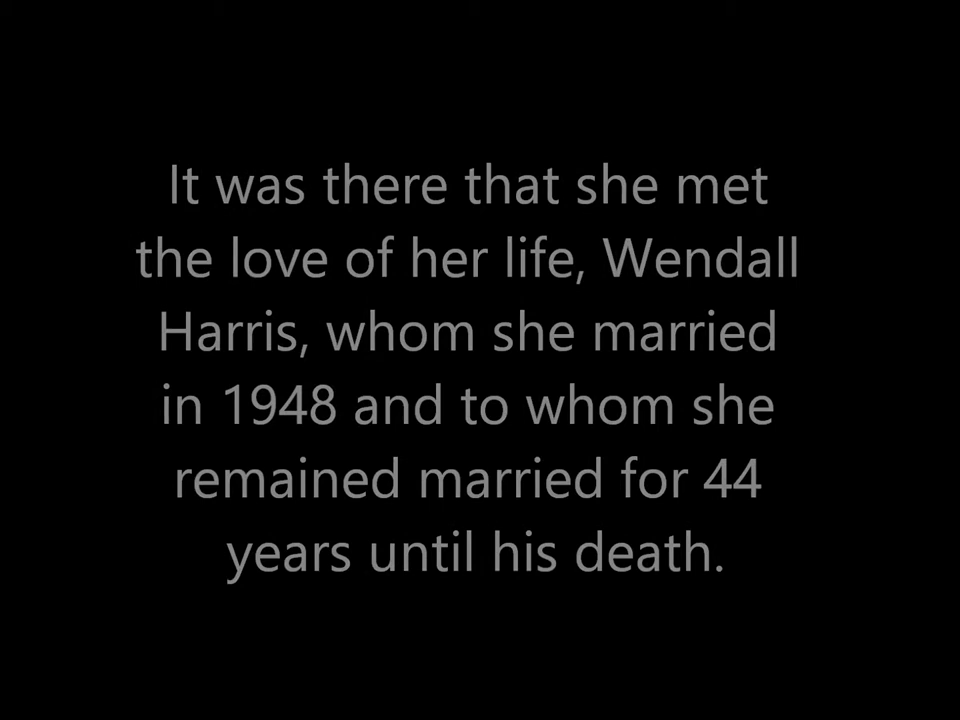 It was there that she met
the love of her life, Wendall
Harris, whom she married
in 1948 and to whom she
remained married for 44
years until his death.